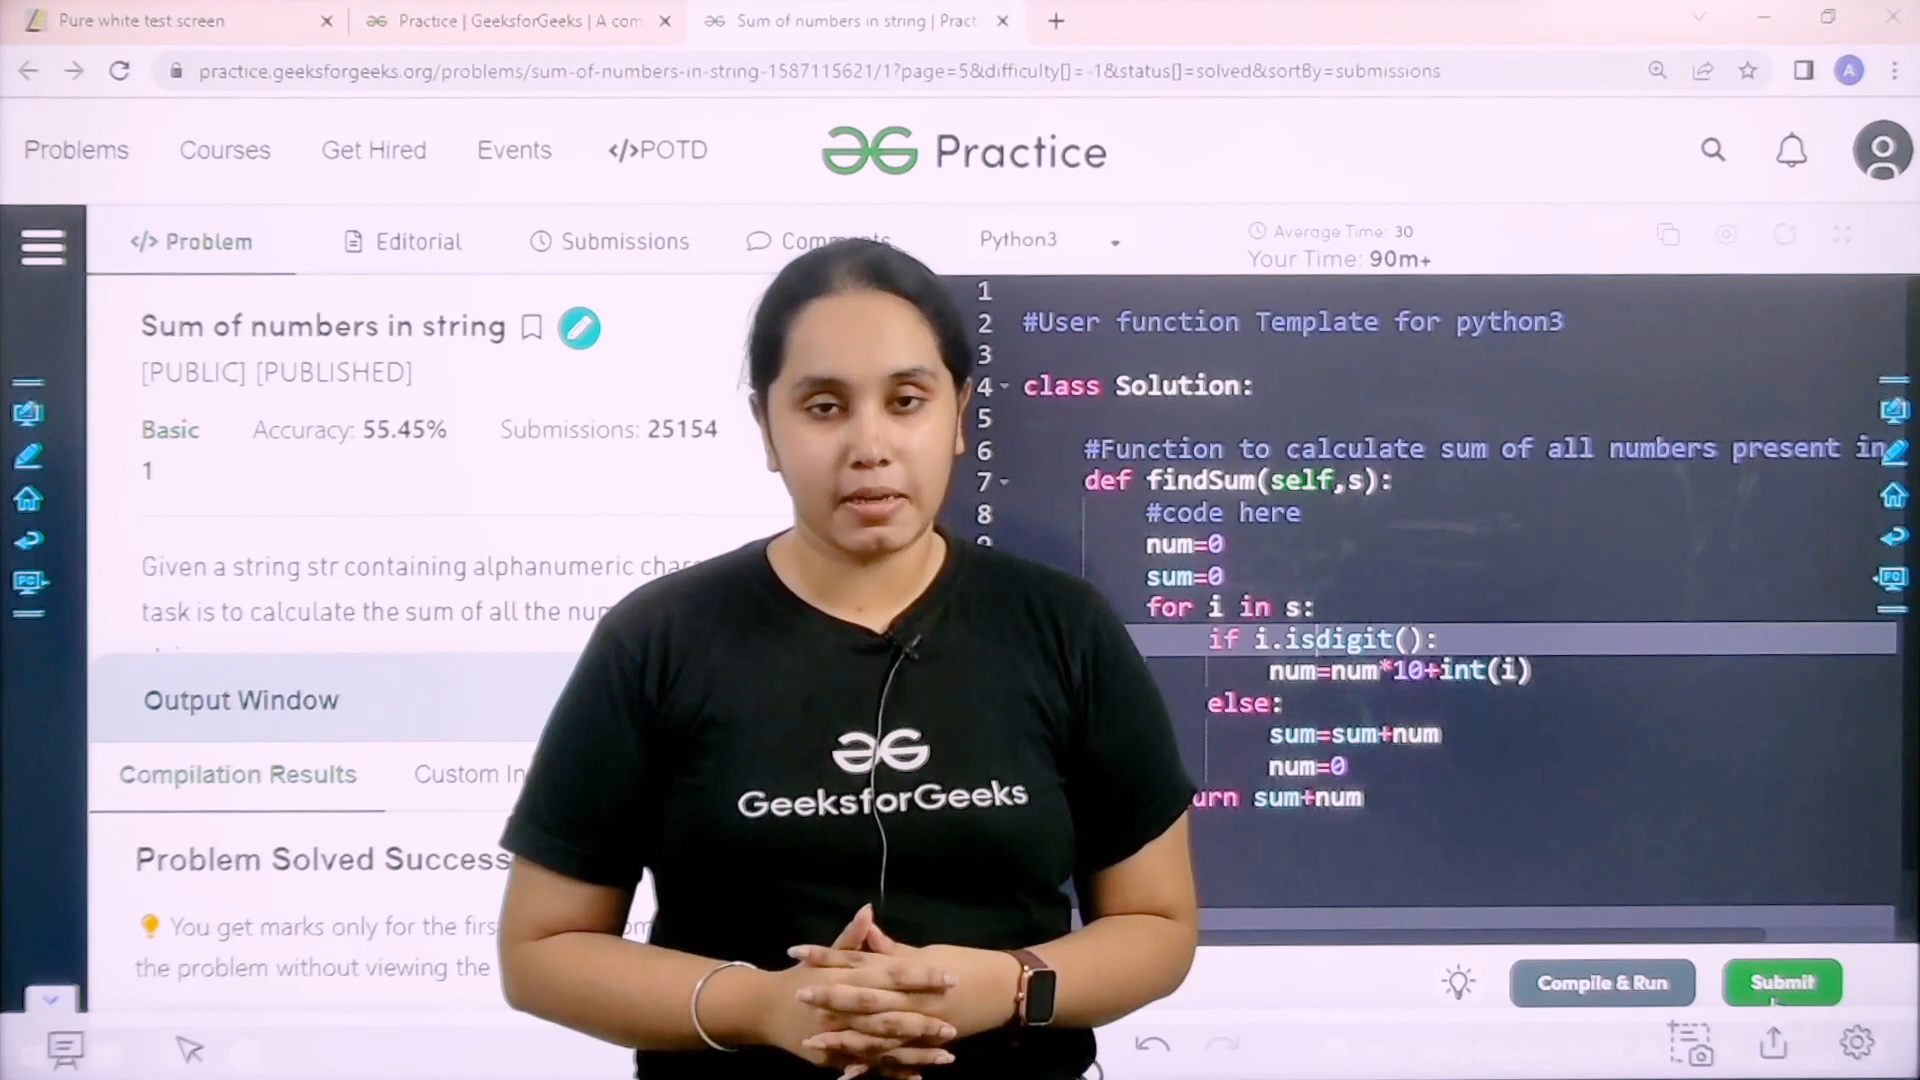 Pure white test screen
Practice | GeeksforGeeks | A com
Sum of numbers in string | Pract
practice.geeksforgeeks.org/problems/sum-of-numbers-in-string-1587115621/1?page=5&difficulty[]=-1&status[]=solved&sortBy=submissions
A
Problems Courses Get Hired Events </>POTD
Practice
</> Problem Editorial Submissions Comments
Python3
Average Time: 30
Your Time: 90m+
Sum of numbers in string
[PUBLIC] [PUBLISHED]
Basic Accuracy: 55.45% Submissions: 25154
1
Given a string str containing alphanumeric char
task is to calculate the sum of all the num
Output Window
Compilation Results Custom In
Problem Solved Success
You get marks only for the firs
the problem without viewing the
1
2 #User function Template for python3
3
4 class Solution:
5
6 #Function to calculate sum of all numbers present in
7 def findSum(self,s):
8 #code here
num=0
sum=0
for i in s:
if i.isdigit():
num=num*10+int(i)
else:
sum=sum+num
num=0
urn sum+num
Compile & Run
Submit
PC
PC
GeeksforGeeks